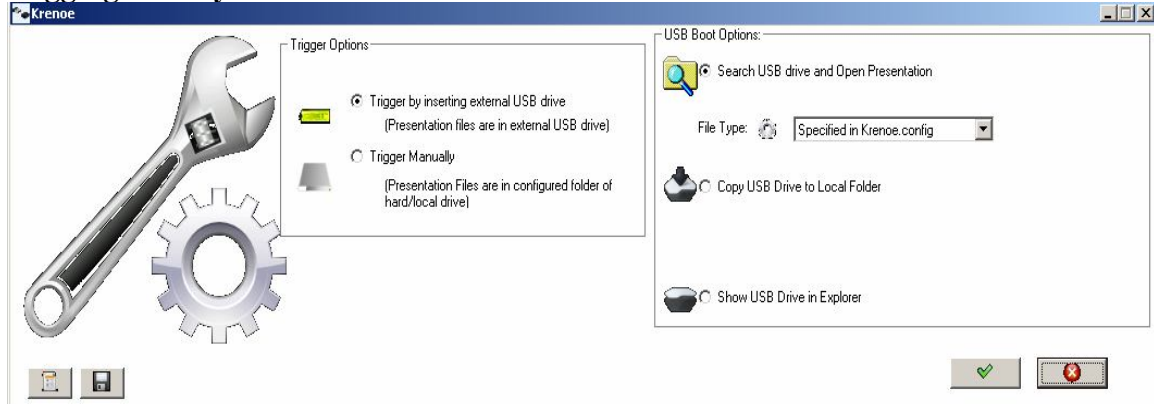 Krenoe
Trigger Options
Trigger by inserting external USB drive
(Presentation files are in external USB drive)
Trigger Manually
(Presentation Files are in configured folder of
hard/local drive)
USB Boot Options:
Search USB drive and Open Presentation
File Type:
Specified in Krenoe.config
Copy USB Drive to Local Folder
Show USB Drive in Explorer